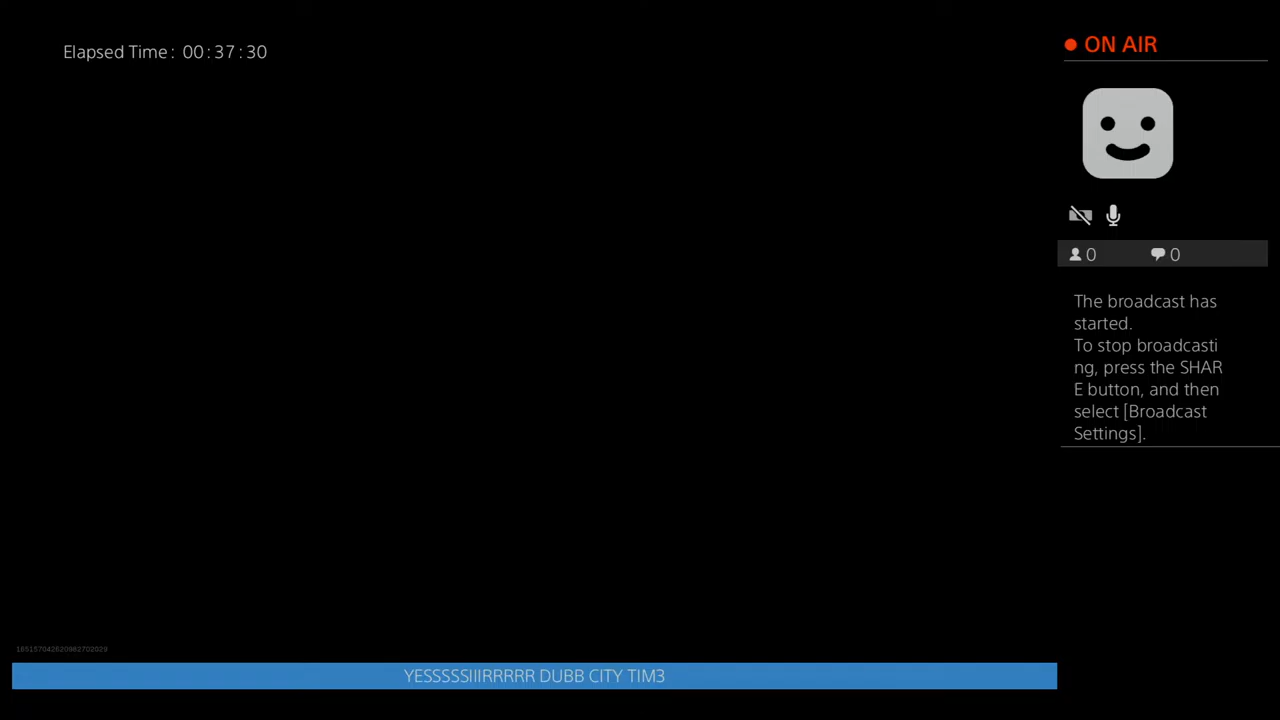 Elapsed Time: 00:37:30
ON AIR
0 0
The broadcast has
started.
To stop broadcasti
ng, press the SHAR
E button, and then
select [Broadcast
Settings].
165157042620982702029
YESSSSSIIIRRRRR DUBB CITY TIM3